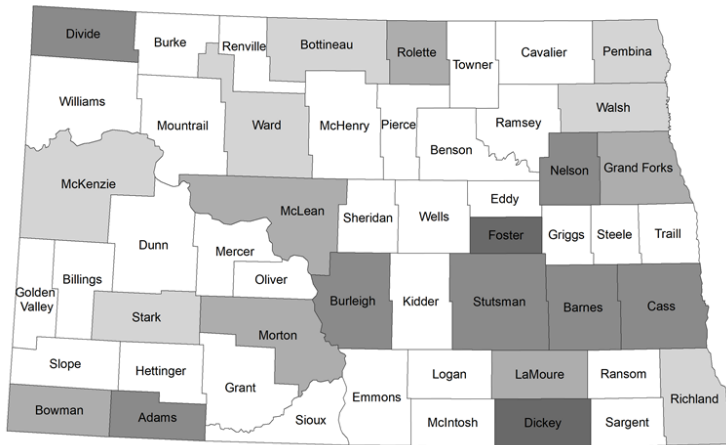 Divide
Burke
Renville
Bottineau
Rolette
Towner
Cavalier
Pembina
Williams
Mountrail
Ward
McHenry
Pierce
Benson
Ramsey
Walsh
McKenzie
McLean
Sheridan
Wells
Eddy
Nelson
Grand Forks
Dunn
Mercer
Oliver
Foster
Griggs
Steele
Traill
Golden
Valley
Billings
Stark
Morton
Burleigh
Kidder
Stutsman
Barnes
Cass
Slope
Hettinger
Grant
Emmons
Logan
LaMoure
Ransom
Richland
Bowman
Adams
Sioux
McIntosh
Dickey
Sargent